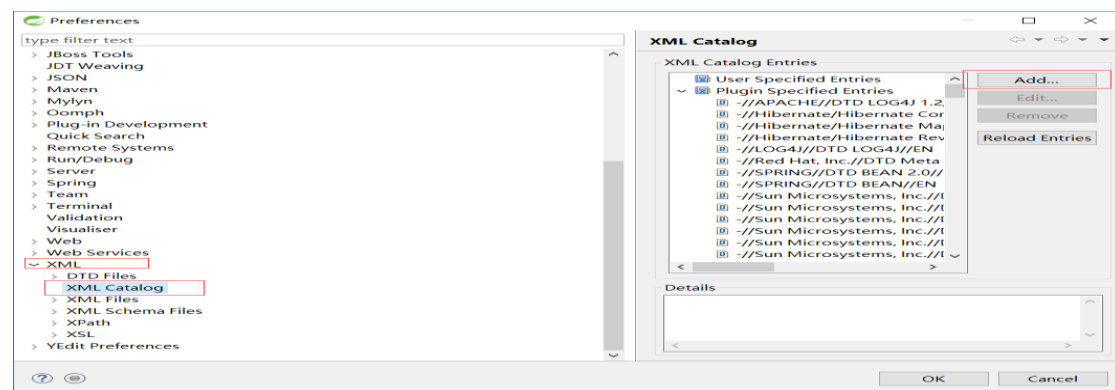 Preferences
type filter text
JBoss Tools
JDT Weaving
JSON
Maven
Mylyn
Oomph
Plug-in Development
Quick Search
Remote Systems
Run/Debug
Server
Spring
Team
Terminal
Validation
Visualiser
Web
Web Services
XML
DTD Files
XML Catalog
XML Files
XML Schema Files
XPath
XSL
YEdit Preferences
XML Catalog
XML Catalog Entries
User Specified Entries
Plugin Specified Entries
-//APACHE//DTD LOG4J 1.2
-//Hibernate/Hibernate Cor
-//Hibernate/Hibernate Ma
-//Hibernate/Hibernate Rev
-//LOG4J//DTD LOG4J//EN
-//Red Hat, Inc.//DTD Meta
-//SPRING//DTD BEAN 2.0//
-//SPRING//DTD BEAN//EN
-//Sun Microsystems, Inc.//
-//Sun Microsystems, Inc.//
-//Sun Microsystems, Inc.//
-//Sun Microsystems, Inc.//
-//Sun Microsystems, Inc.//
Add...
Edit...
Remove
Reload Entries
Details
OK
Cancel